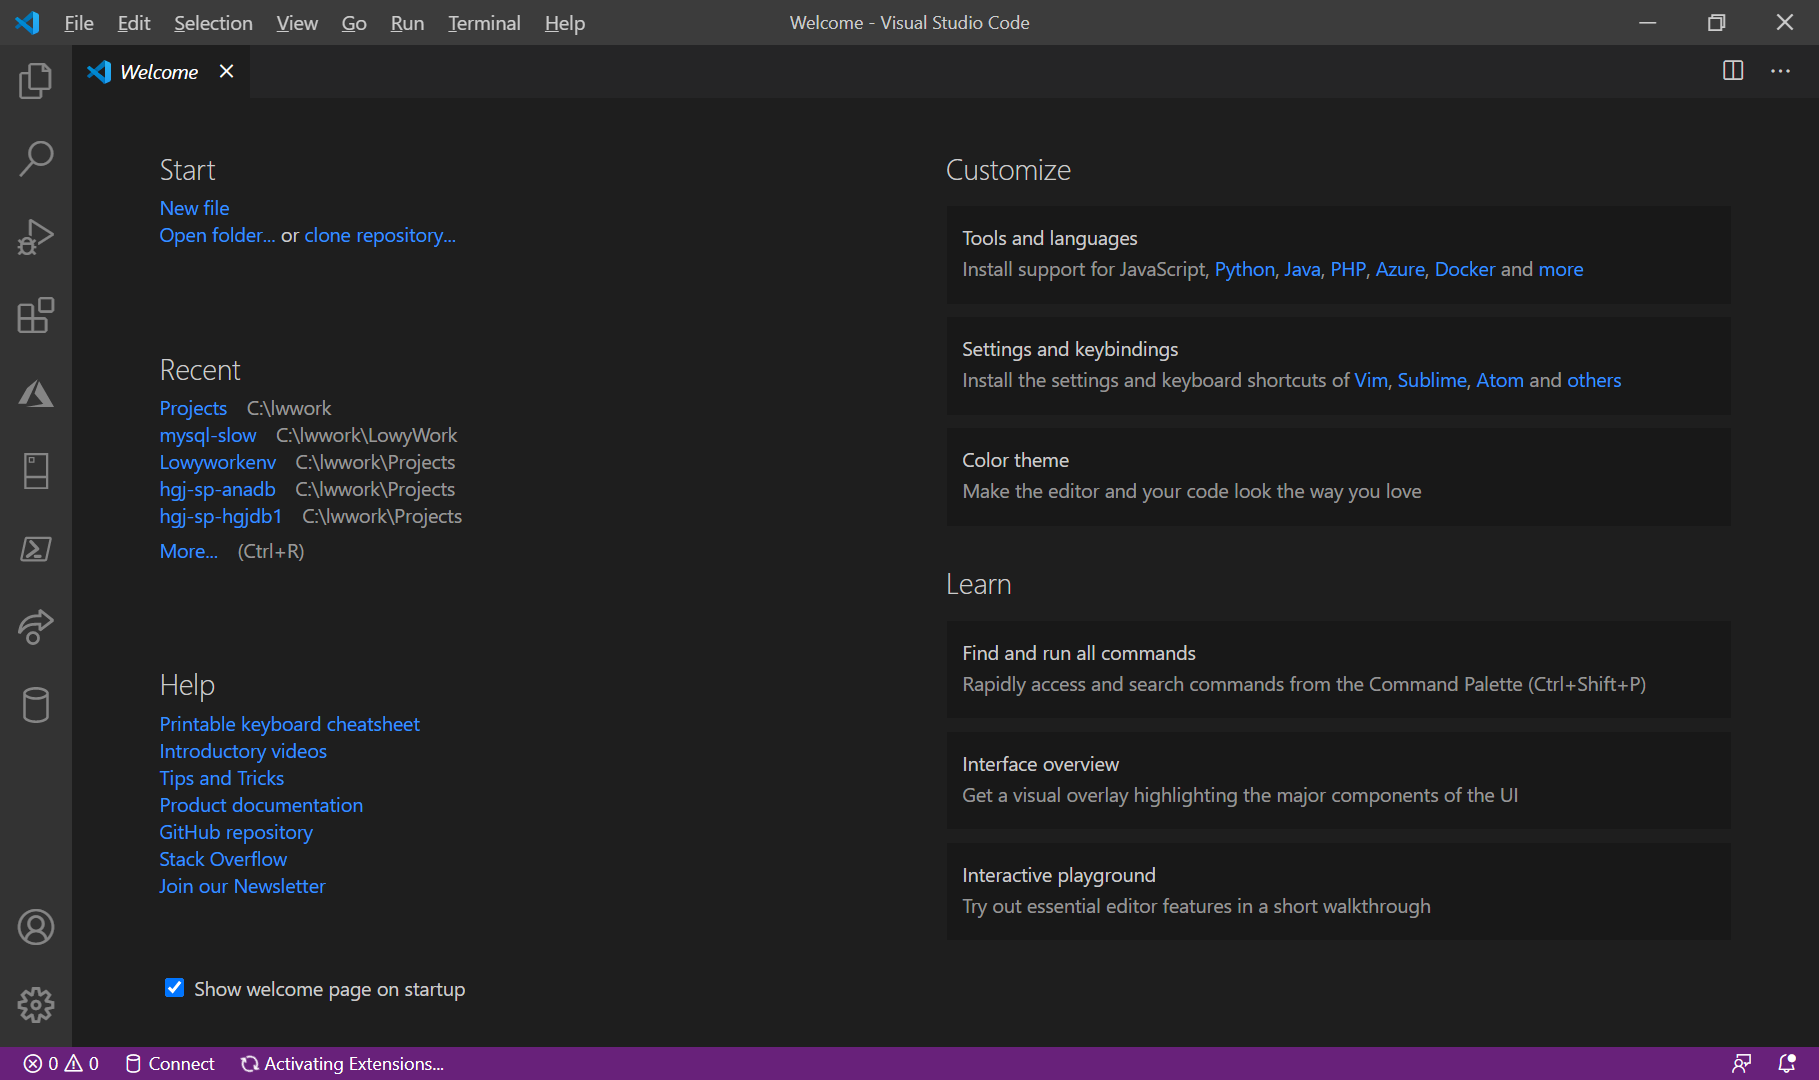 File Edit Selection View Go Run Terminal Help Welcome - Visual Studio Code
Welcome
Start
New file
Open folder... or clone repository...
Recent
Projects C:\lwwork
mysql-slow C:\lwwork\LowyWork
Lowyworkenv C:\lwwork\Projects
hgj-sp-anadb C:\lwwork\Projects
hgj-sp-hgjdb1 C:\lwwork\Projects
More... (Ctrl+R)
Help
Printable keyboard cheatsheet
Introductory videos
Tips and Tricks
Product documentation
GitHub repository
Stack Overflow
Join our Newsletter
Show welcome page on startup
Customize
Tools and languages
Install support for JavaScript, Python, Java, PHP, Azure, Docker and more
Settings and keybindings
Install the settings and keyboard shortcuts of Vim, Sublime, Atom and others
Color theme
Make the editor and your code look the way you love
Learn
Find and run all commands
Rapidly access and search commands from the Command Palette (Ctrl+Shift+P)
Interface overview
Get a visual overlay highlighting the major components of the UI
Interactive playground
Try out essential editor features in a short walkthrough
0 0 Connect Activating Extensions...